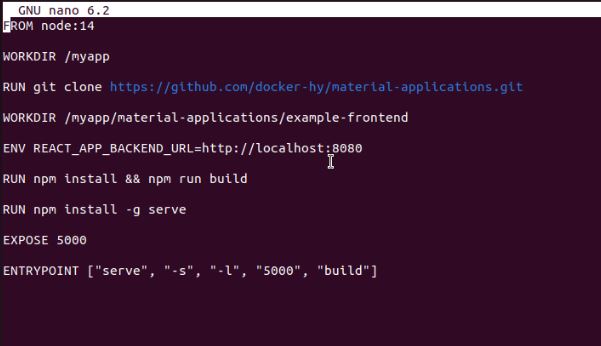 GNU nano 6.2
FROM node:14
WORKDIR /myapp
RUN git clone https://github.com/docker-hy/material-applications.git
WORKDIR /myapp/material-applications/example-frontend
ENV REACT_APP_BACKEND_URL=http://localhost:8080
RUN npm install && npm run build
RUN npm install -g serve
EXPOSE 5000
ENTRYPOINT ["serve", "-s", "-l", "5000", "build"]